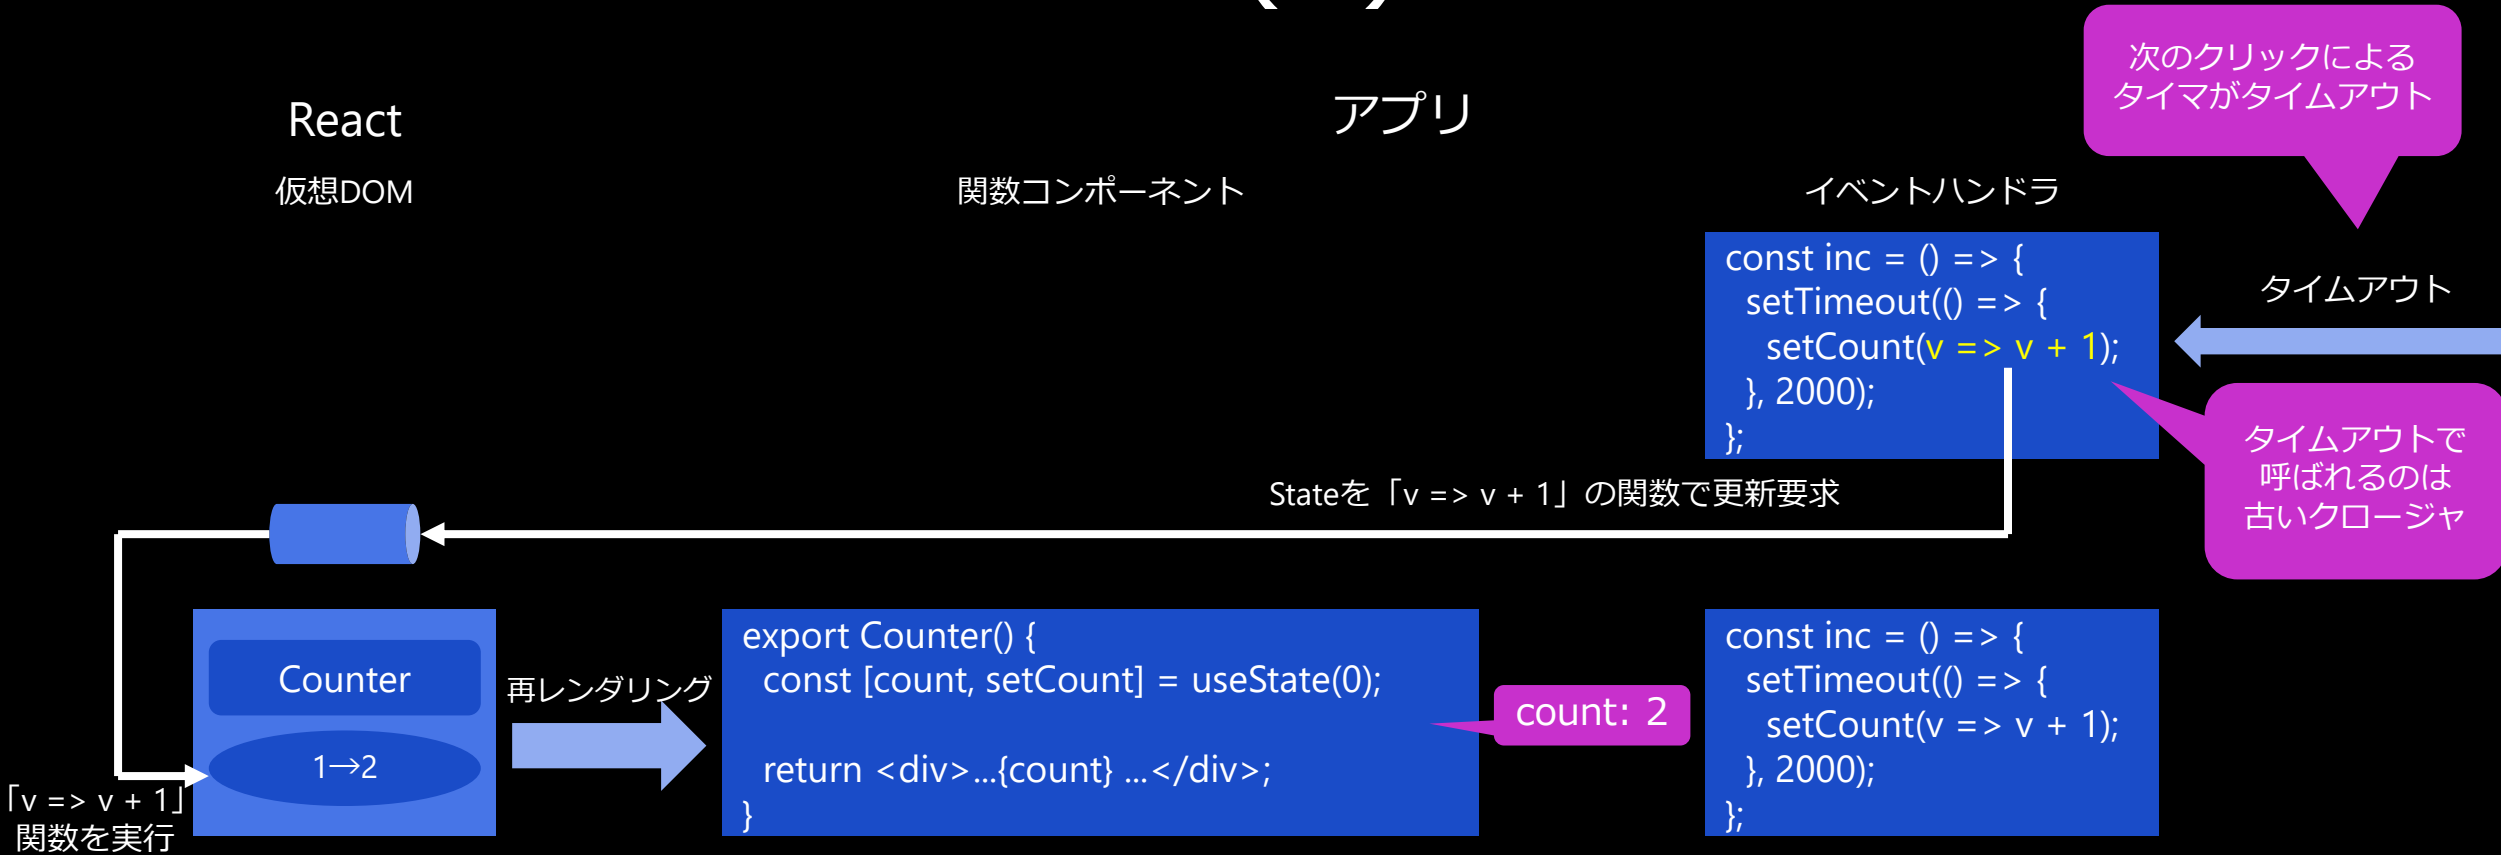 React
アプリ
次のクリックによる
タイマがタイムアウト
仮想DOM
関数コンポーネント
イベントハンドラ
const inc = () => {
setTimeout(() => {
setCount(v => v + 1);
}, 2000);
};
タイムアウト
タイムアウトで
呼ばれるのは
古いクロージャ
Stateを「v => v + 1」の関数で更新要求
Counter
1→2
「v => v + 1」
関数を実行
再レンダリング
export Counter() {
const [count, setCount] = useState(0);
return <div>...{count} ...</div>;
}
count: 2
const inc = () => {
setTimeout(() => {
setCount(v => v + 1);
}, 2000);
};